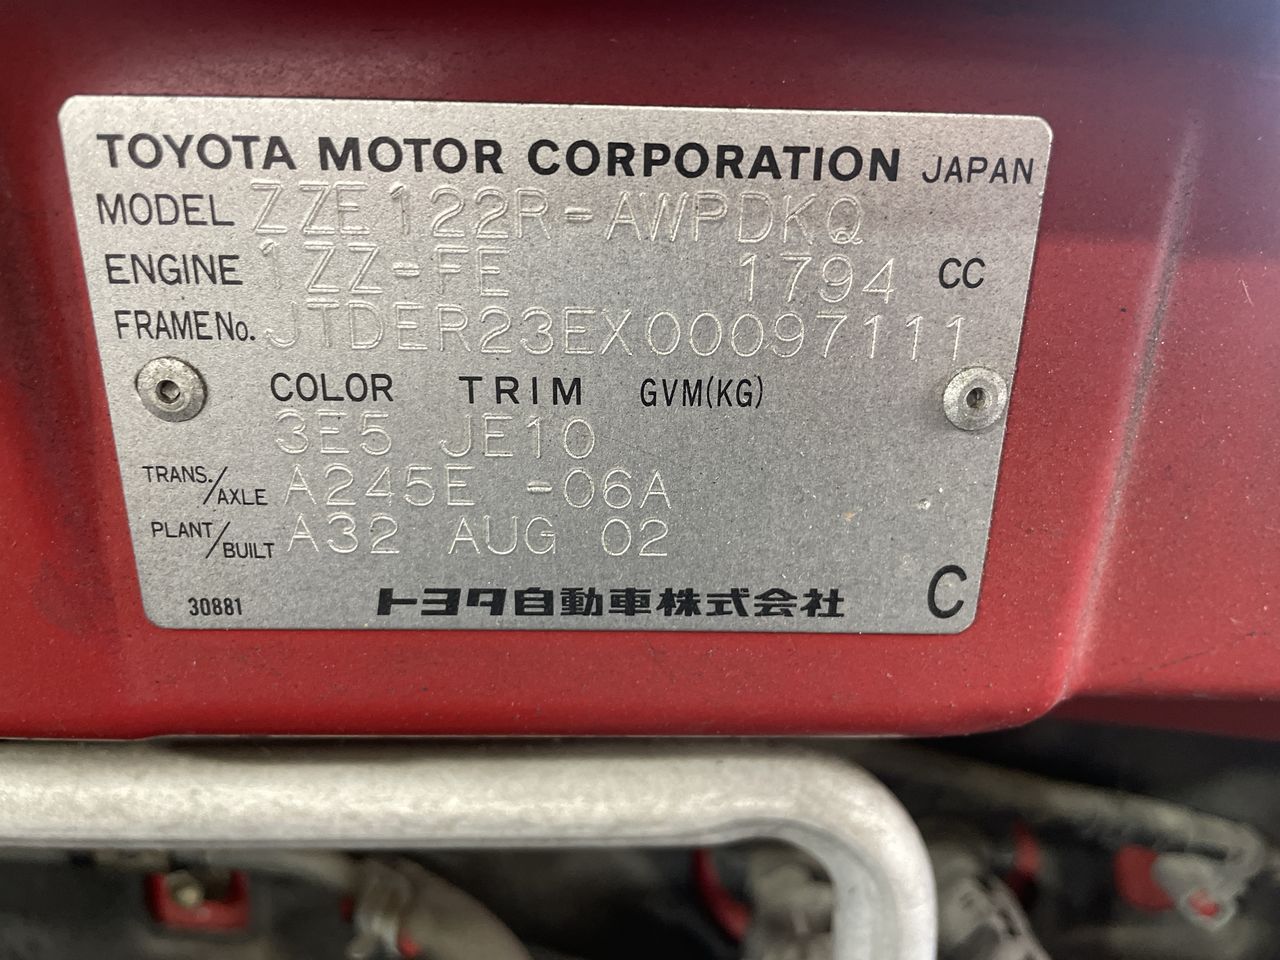 TOYOTA MOTOR CORPORATION JAPAN
MODEL ZZE122R-AWPDKQ
ENGINE 1ZZ-FE 1794 CC
FRAME No. JTDER23EX00097111
COLOR TRIM GVM(KG)
3E5 JE10
TRANS./AXLE A245E -06A
PLANT/BUILT A32 AUG 02
30881 トヨタ自動車株式会社 C